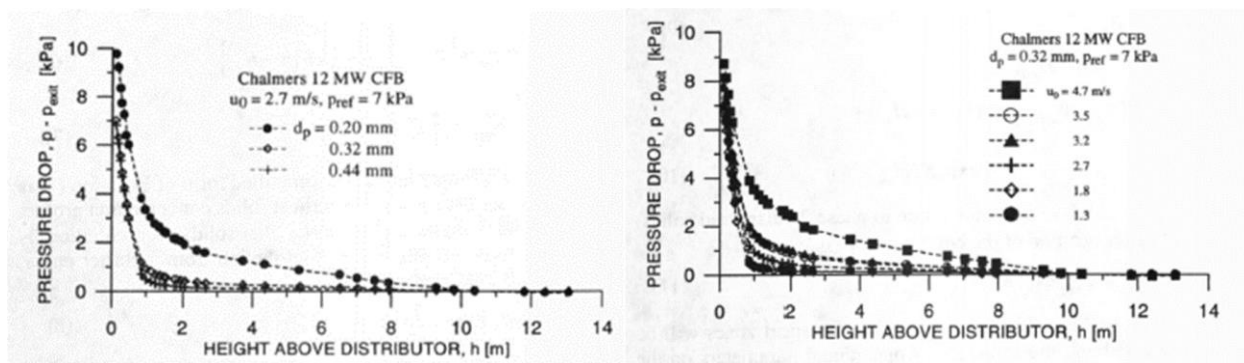 PRESSURE DROP, p - pexit [kPa]
10
8
6
4
2
0
Chalmers 12 MW CFB
u0 = 2.7 m/s, pref = 7 kPa
dp = 0.20 mm
0.32 mm
0.44 mm
0 2 4 6 8 10 12 14
HEIGHT ABOVE DISTRIBUTOR, h [m]
PRESSURE DROP, p - pexit [kPa]
10
8
6
4
2
0
Chalmers 12 MW CFB
dp = 0.32 mm, pref = 7 kPa
u0 = 4.7 m/s
3.5
3.2
2.7
1.8
1.3
0 2 4 6 8 10 12 14
HEIGHT ABOVE DISTRIBUTOR, h [m]